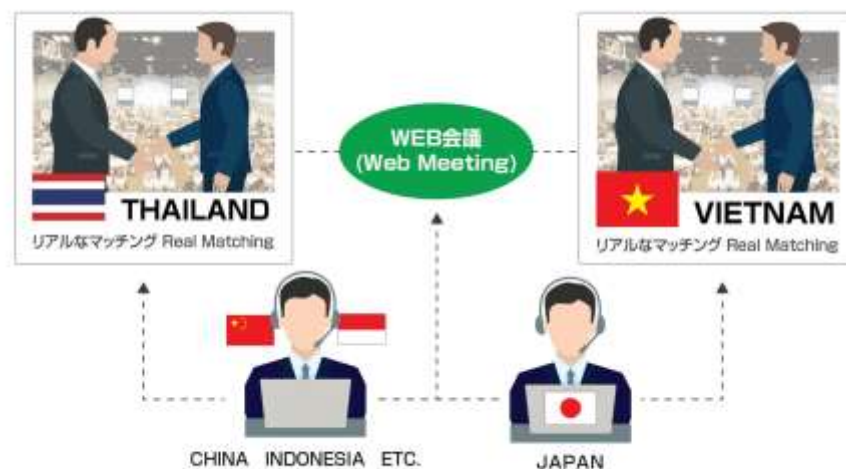 WEB会議
(Web Meeting)
THAILAND
リアルなマッチング Real Matching
VIETNAM
リアルなマッチング Real Matching
CHINA INDONESIA ETC.
JAPAN